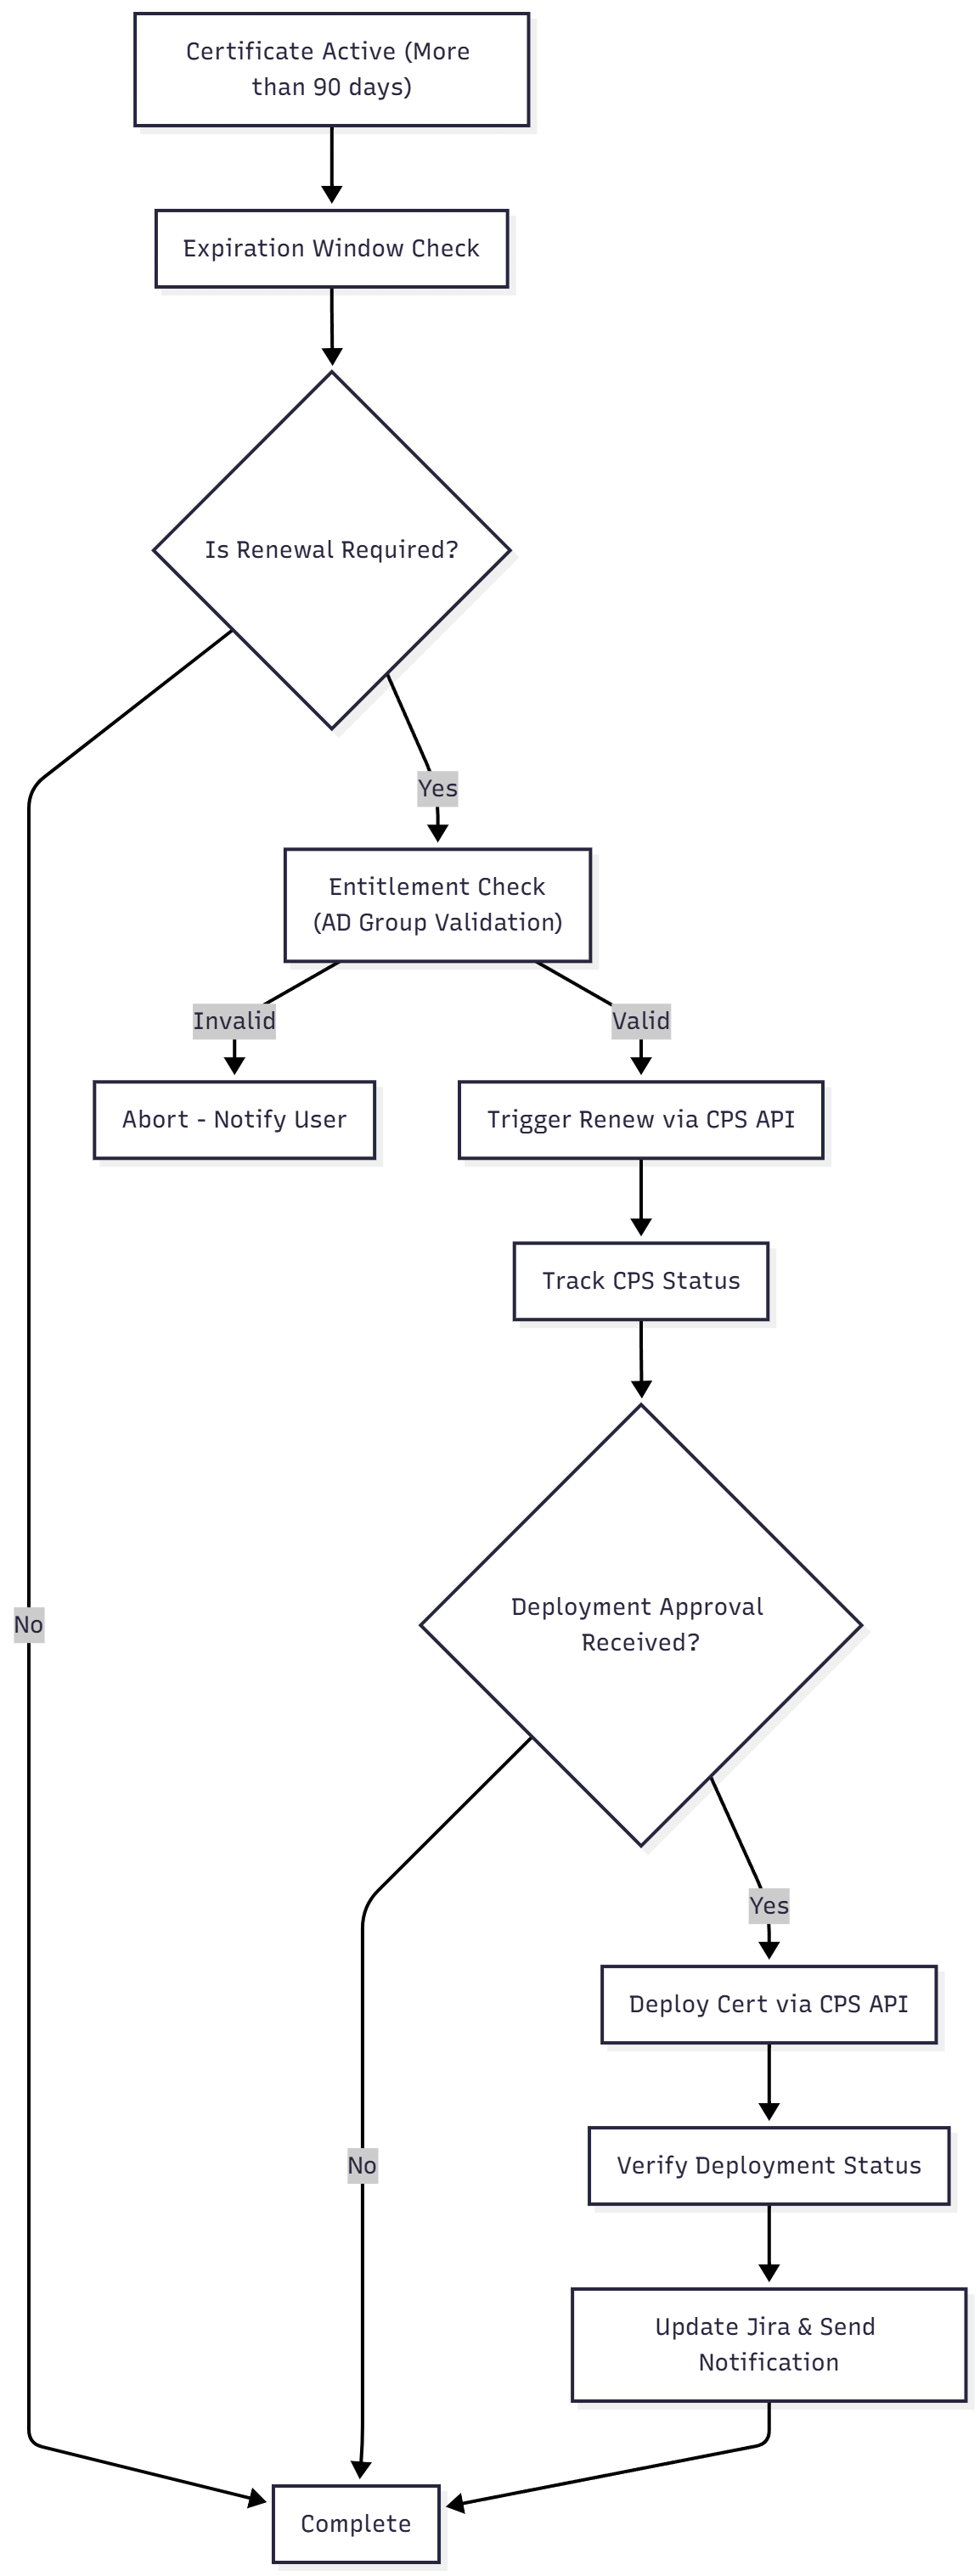 Certificate Active (More
than 90 days)
Expiration Window Check
Is Renewal Required?
Yes
Entitlement Check
(AD Group Validation)
Invalid
Valid
Abort - Notify User
Trigger Renew via CPS API
Track CPS Status
Deployment Approval
Received?
No
Yes
Deploy Cert via CPS API
No
Verify Deployment Status
Update Jira & Send
Notification
Complete